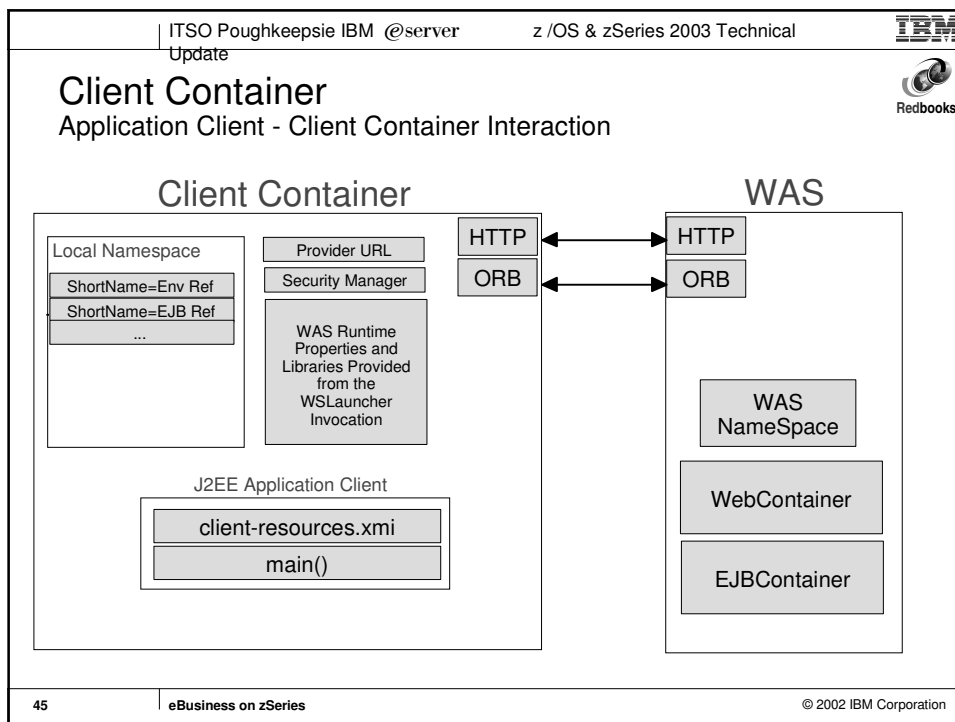 ITSO Poughkeepsie IBM @server z /OS & zSeries 2003 Technical
Update
IBM
Redbooks
Client Container
Application Client - Client Container Interaction
Client Container
WAS
Local Namespace
ShortName=Env Ref
ShortName=EJB Ref
...
Provider URL
Security Manager
WAS Runtime
Properties and
Libraries Provided
from the
WSLauncher
Invocation
HTTP
ORB
HTTP
ORB
WAS
NameSpace
WebContainer
EJBContainer
J2EE Application Client
client-resources.xmi
main()
45
eBusiness on zSeries
© 2002 IBM Corporation